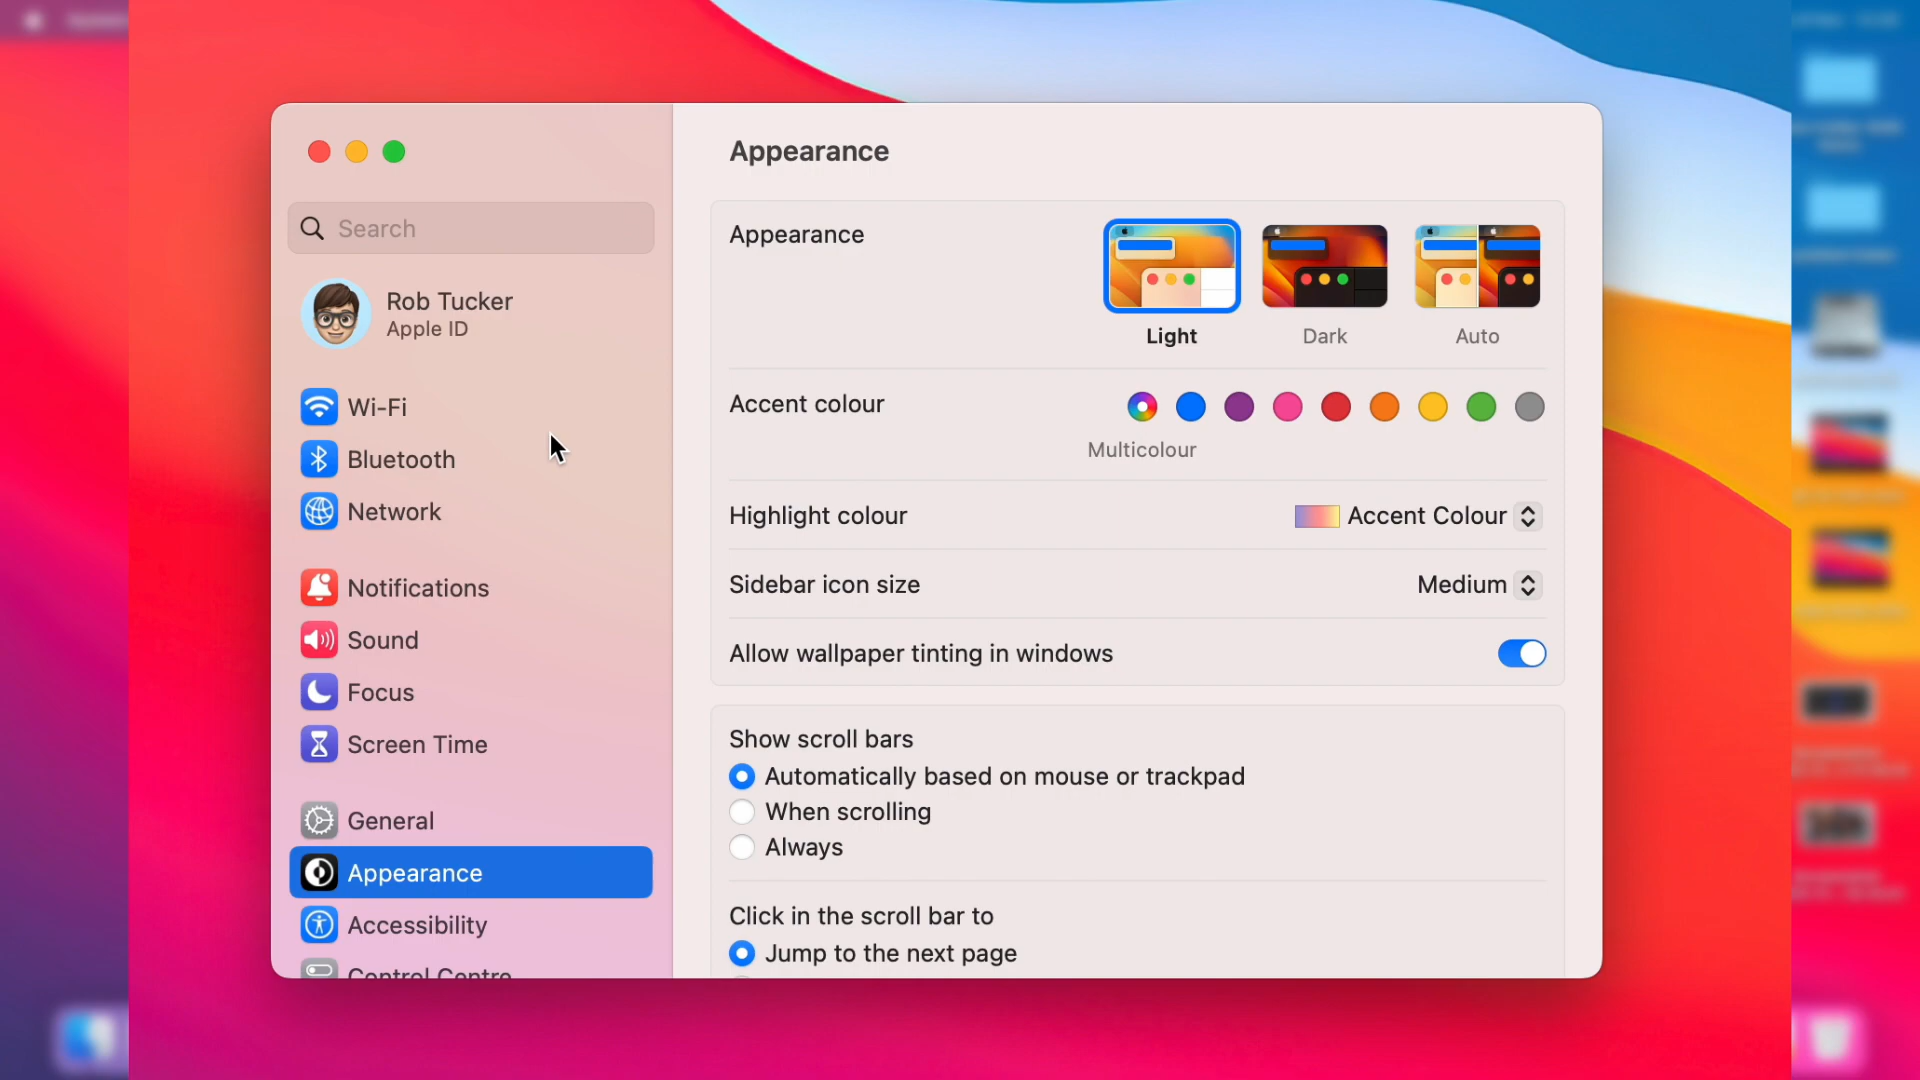 Appearance
Search
Rob Tucker
Apple ID
Wi-Fi
Bluetooth
Network
Notifications
Sound
Focus
Screen Time
General
Appearance
Accessibility
Control Centre
Appearance
Light
Dark
Auto
Accent colour
Multicolour
Highlight colour
Accent Colour
Sidebar icon size
Medium
Allow wallpaper tinting in windows
Show scroll bars
Automatically based on mouse or trackpad
When scrolling
Always
Click in the scroll bar to
Jump to the next page